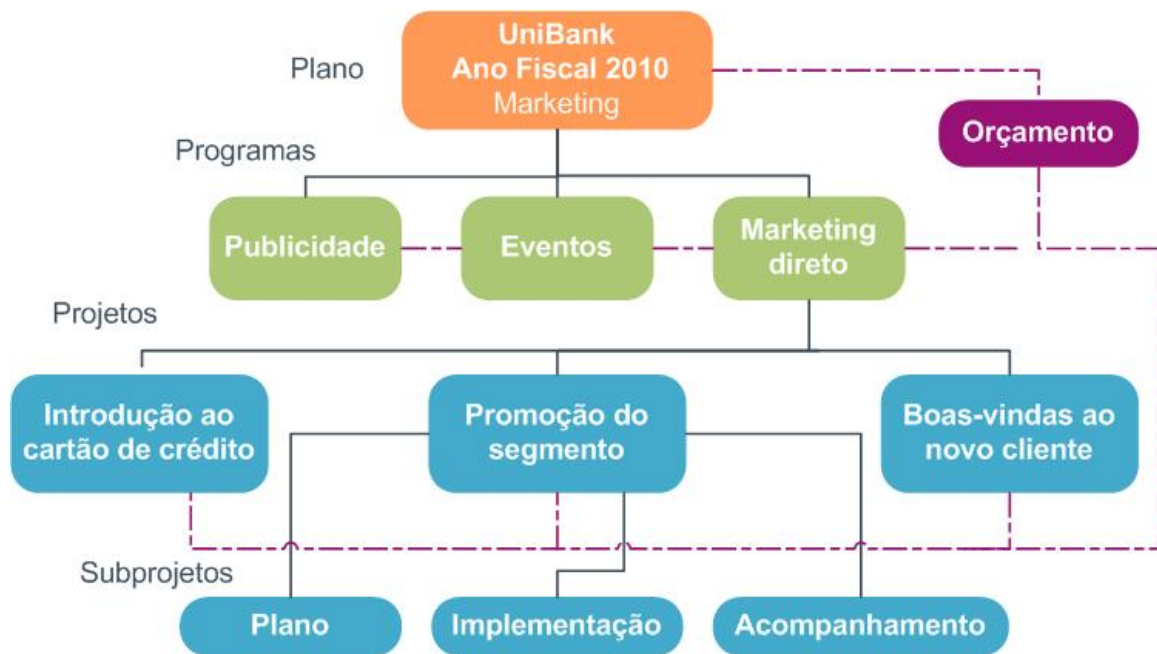 Plano
UniBank
Ano Fiscal 2010
Marketing
Orçamento
Programas
Publicidade
Eventos
Marketing
direto
Projetos
Introdução ao
cartão de crédito
Promoção do
segmento
Boas-vindas ao
novo cliente
Subprojetos
Plano
Implementação
Acompanhamento